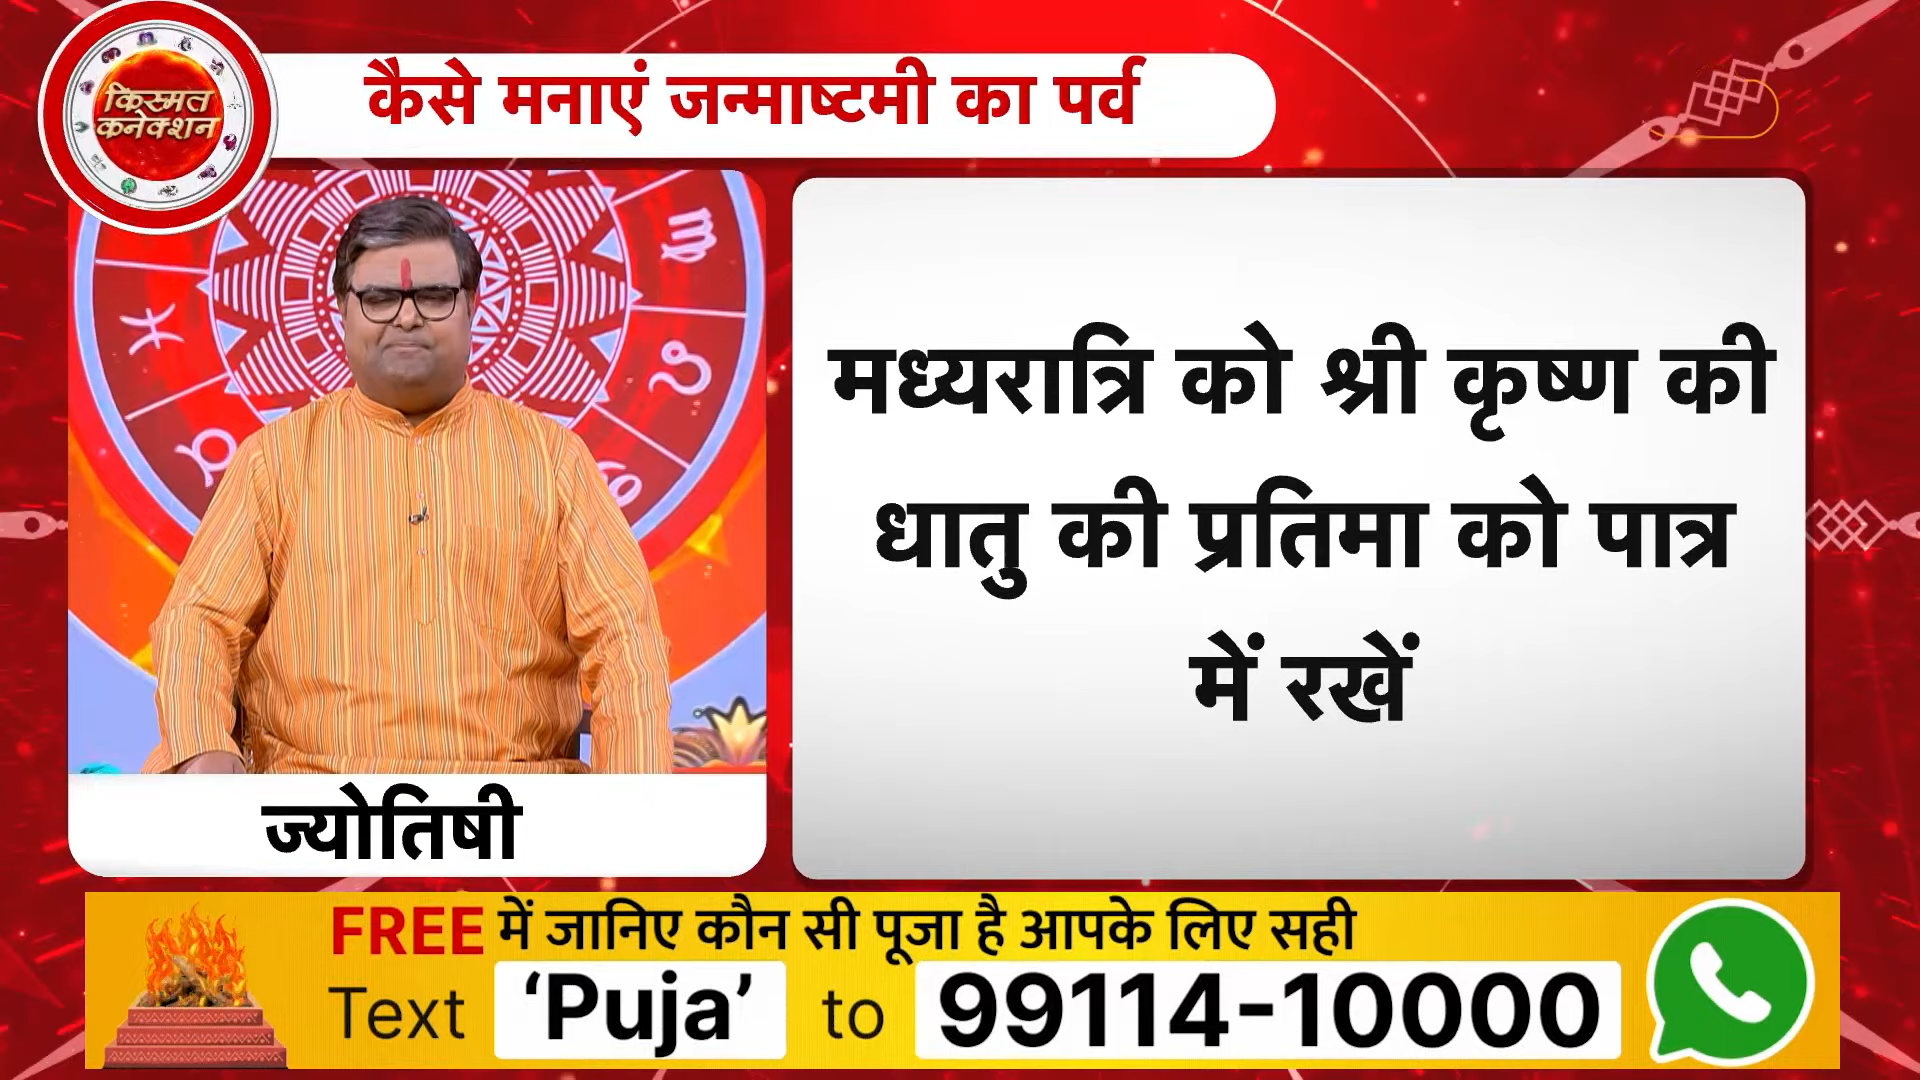 किस्मत
कनेक्शन
कैसे मनाएं जन्माष्टमी का पर्व
मध्यरात्रि को श्री कृष्ण की
धातु की प्रतिमा को पात्र
में रखें
ज्योतिषी
FREE में जानिए कौन सी पूजा है आपके लिए सही
Text ‘Puja’ to 99114-10000